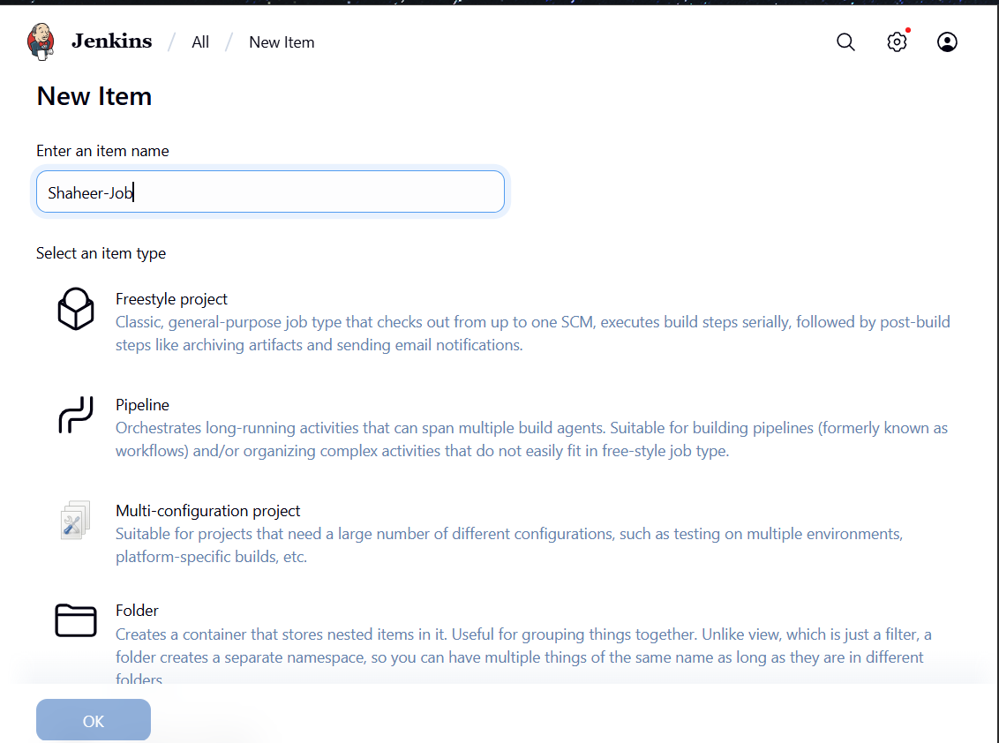 Jenkins / All / New Item
New Item
Enter an item name
Shaheer-Job
Select an item type
Freestyle project
Classic, general-purpose job type that checks out from up to one SCM, executes build steps serially, followed by post-build
steps like archiving artifacts and sending email notifications.
Pipeline
Orchestrates long-running activities that can span multiple build agents. Suitable for building pipelines (formerly known as
workflows) and/or organizing complex activities that do not easily fit in free-style job type.
Multi-configuration project
Suitable for projects that need a large number of different configurations, such as testing on multiple environments,
platform-specific builds, etc.
Folder
Creates a container that stores nested items in it. Useful for grouping things together. Unlike view, which is just a filter, a
folder creates a separate namespace, so you can have multiple things of the same name as long as they are in different
folders.
OK